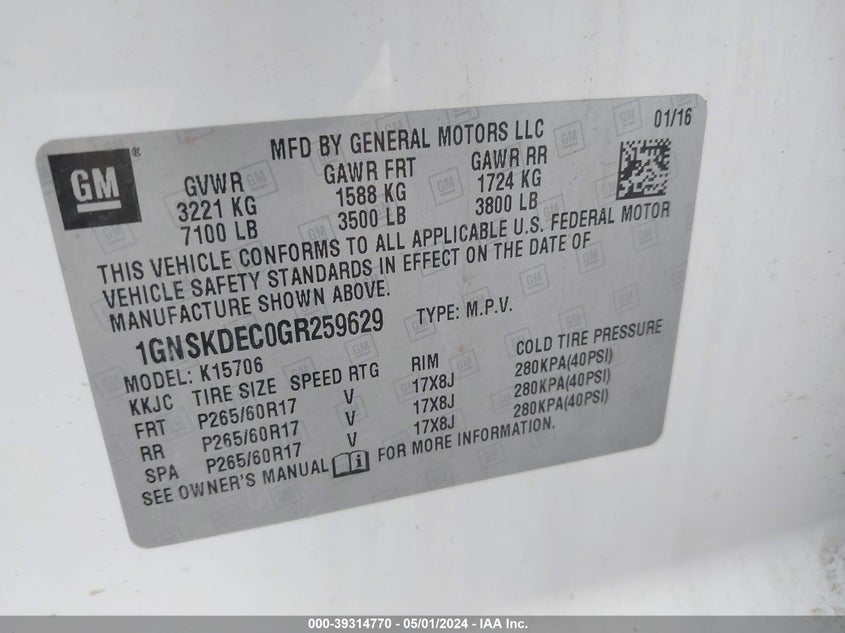 GM
®
MFD BY GENERAL MOTORS LLC
01/16
GVWR GAWR FRT GAWR RR
3221 KG 1588 KG 1724 KG
7100 LB 3500 LB 3800 LB
THIS VEHICLE CONFORMS TO ALL APPLICABLE U.S. FEDERAL MOTOR
VEHICLE SAFETY STANDARDS IN EFFECT ON THE DATE OF
MANUFACTURE SHOWN ABOVE.
1GNSKDEC0GR259629 TYPE: M.P.V.
MODEL: K15706
KKJC TIRE SIZE SPEED RTG RIM COLD TIRE PRESSURE
FRT P265/60R17 V 17X8J 280KPA(40PSI)
RR P265/60R17 V 17X8J 280KPA(40PSI)
SPA P265/60R17 V 17X8J 280KPA(40PSI)
SEE OWNER'S MANUAL FOR MORE INFORMATION.
000-39314770 - 05/01/2024 - IAA Inc.